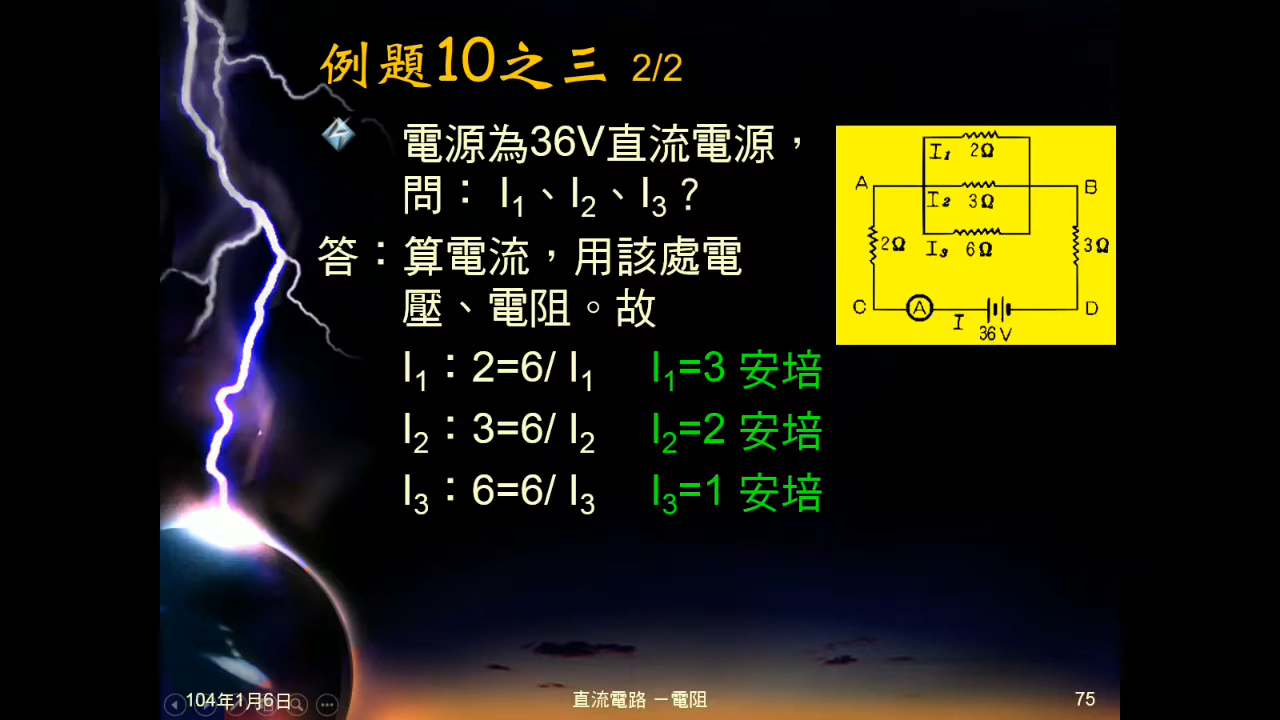 例題10之三 2/2
電源為36V直流電源，
問： I1、I2、I3？
答：算電流，用該處電
壓、電阻。故
I1：2=6/ I1 I1=3 安培
I2：3=6/ I2 I2=2 安培
I3：6=6/ I3 I3=1 安培
I1 2Ω
A B
I2 3Ω
2Ω 3Ω
I3 6Ω
C A D
I
36V
104年1月6日 直流電路 －電阻 75